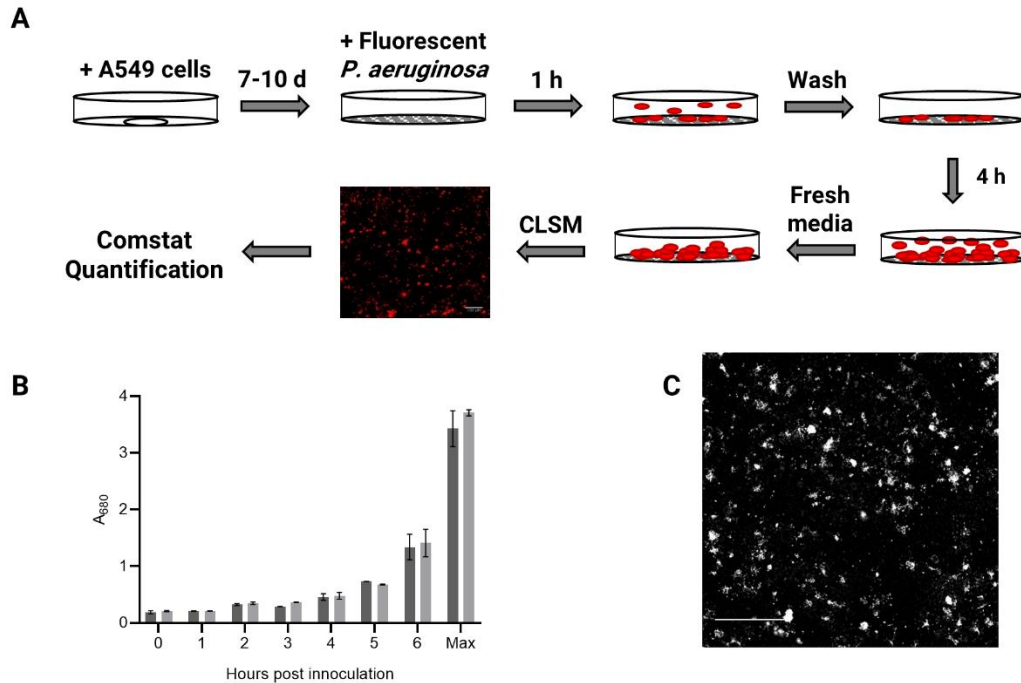 A
+ A549 cells
7-10 d
+ Fluorescent
P. aeruginosa
1 h
Wash
4 h
Fresh
media
CLSM
Comstat
Quantification
B
4
3
2
1
0
A680
0 1 2 3 4 5 6 Max
Hours post innoculation
C